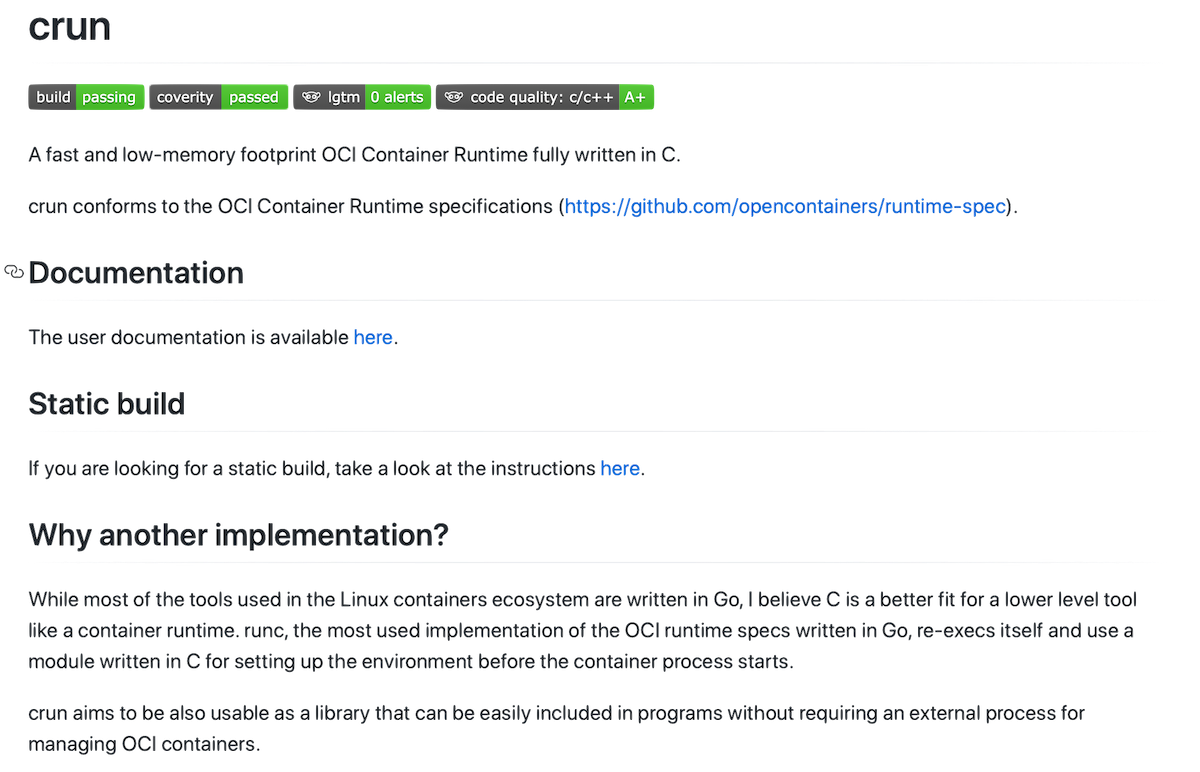 crun
build passing coverity passed lgtm 0 alerts code quality: c/c++ A+
A fast and low-memory footprint OCI Container Runtime fully written in C.
crun conforms to the OCI Container Runtime specifications (https://github.com/opencontainers/runtime-spec).
Documentation
The user documentation is available here.
Static build
If you are looking for a static build, take a look at the instructions here.
Why another implementation?
While most of the tools used in the Linux containers ecosystem are written in Go, I believe C is a better fit for a lower level tool
like a container runtime. runc, the most used implementation of the OCI runtime specs written in Go, re-execs itself and use a
module written in C for setting up the environment before the container process starts.
crun aims to be also usable as a library that can be easily included in programs without requiring an external process for
managing OCI containers.